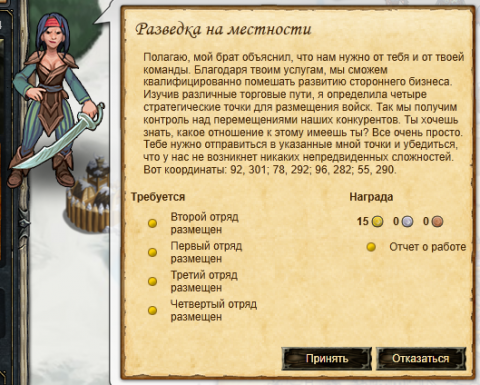 Разведка на местности
Полагаю, мой брат объяснил, что нам нужно от тебя и от твоей
команды. Благодаря твоим услугам, мы сможем
квалифицированно помешать развитию стороннего бизнеса.
Изучив различные торговые пути, я определила четыре
стратегические точки для размещения войск. Так мы получим
контроль над перемещениями наших конкурентов. Ты хочешь
знать, какое отношение к этому имеешь ты? Все очень просто.
Тебе нужно отправиться в указанные мной точки и убедиться,
что у нас не возникнет никаких непредвиденных сложностей.
Вот координаты: 92, 301; 78, 292; 96, 282; 55, 290.
Требуется
Второй отряд
размещен
Первый отряд
размещен
Третий отряд
размещен
Четвертый отряд
размещен
Награда
15 0 0
Отчет о работе
Принять
Отказаться